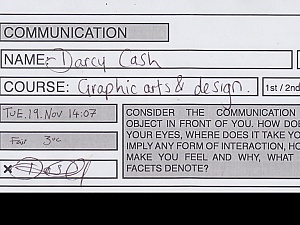 COMMUNICATION
NAME: Darcy Cash
COURSE: Graphic arts & design.
1st / 2nd
TUE, 19. Nov 14:07
Fair 3°c
CONSIDER THE COMMUNICATION
OBJECT IN FRONT OF YOU. HOW DOE
YOUR EYES, WHERE DOES IT TAKE YO
IMPLY ANY FORM OF INTERACTION, HO
MAKE YOU FEEL AND WHY, WHAT
FACETS DENOTE?
x